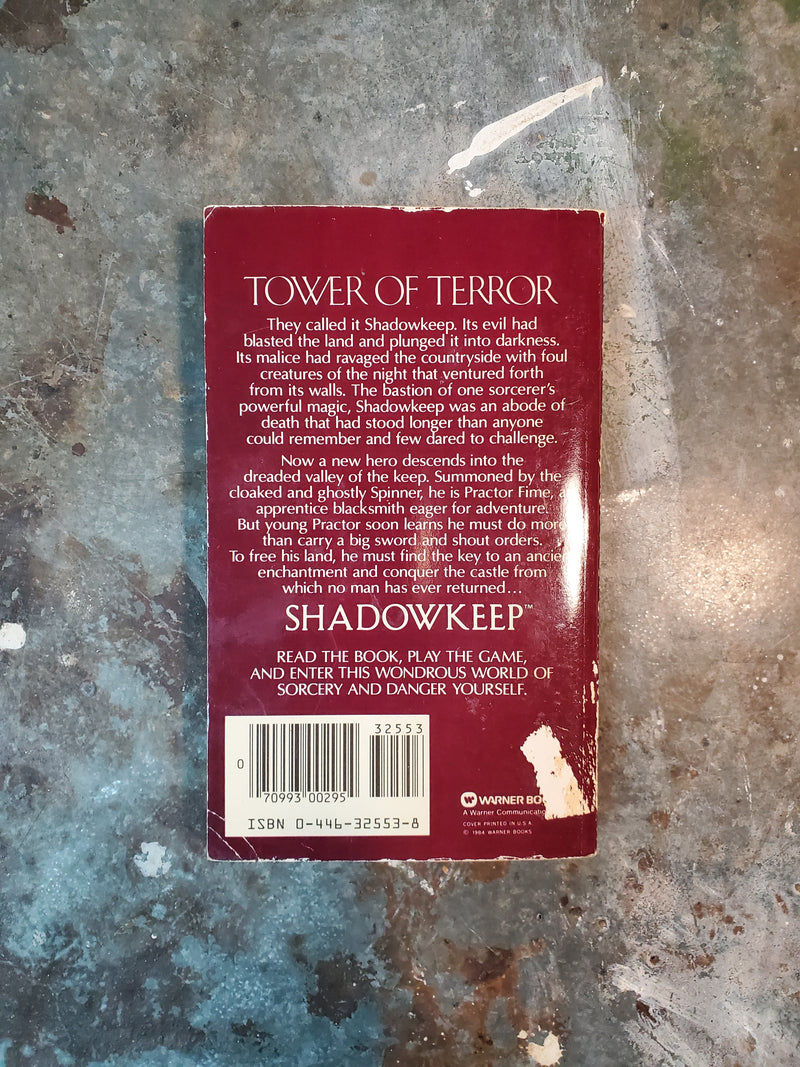 TOWER OF TERROR
They called it Shadowkeep. Its evil had
blasted the land and plunged it into darkness.
Its malice had ravaged the countryside with foul
creatures of the night that ventured forth
from its walls. The bastion of one sorcerer's
powerful magic, Shadowkeep was an abode of
death that had stood longer than anyone
could remember and few dared to challenge.
Now a new hero descends into the
dreaded valley of the keep. Summoned by the
cloaked and ghostly Spinner, he is Practor Fime,
apprentice blacksmith eager for adventure.
But young Practor soon learns he must do more
than carry a big sword and shout orders.
To free his land, he must find the key to an
enchantment and conquer the castle from
which no man has ever returned...
SHADOWKEEP™
READ THE BOOK, PLAY THE GAME,
AND ENTER THIS WONDROUS WORLD OF
SORCERY AND DANGER YOURSELF.
32553
0
70993 00295
ISBN 0-446-32553-8
WARNER
A Warner
COVER PRINTED IN U.S.A.
© 1984 WARNER BOOKS